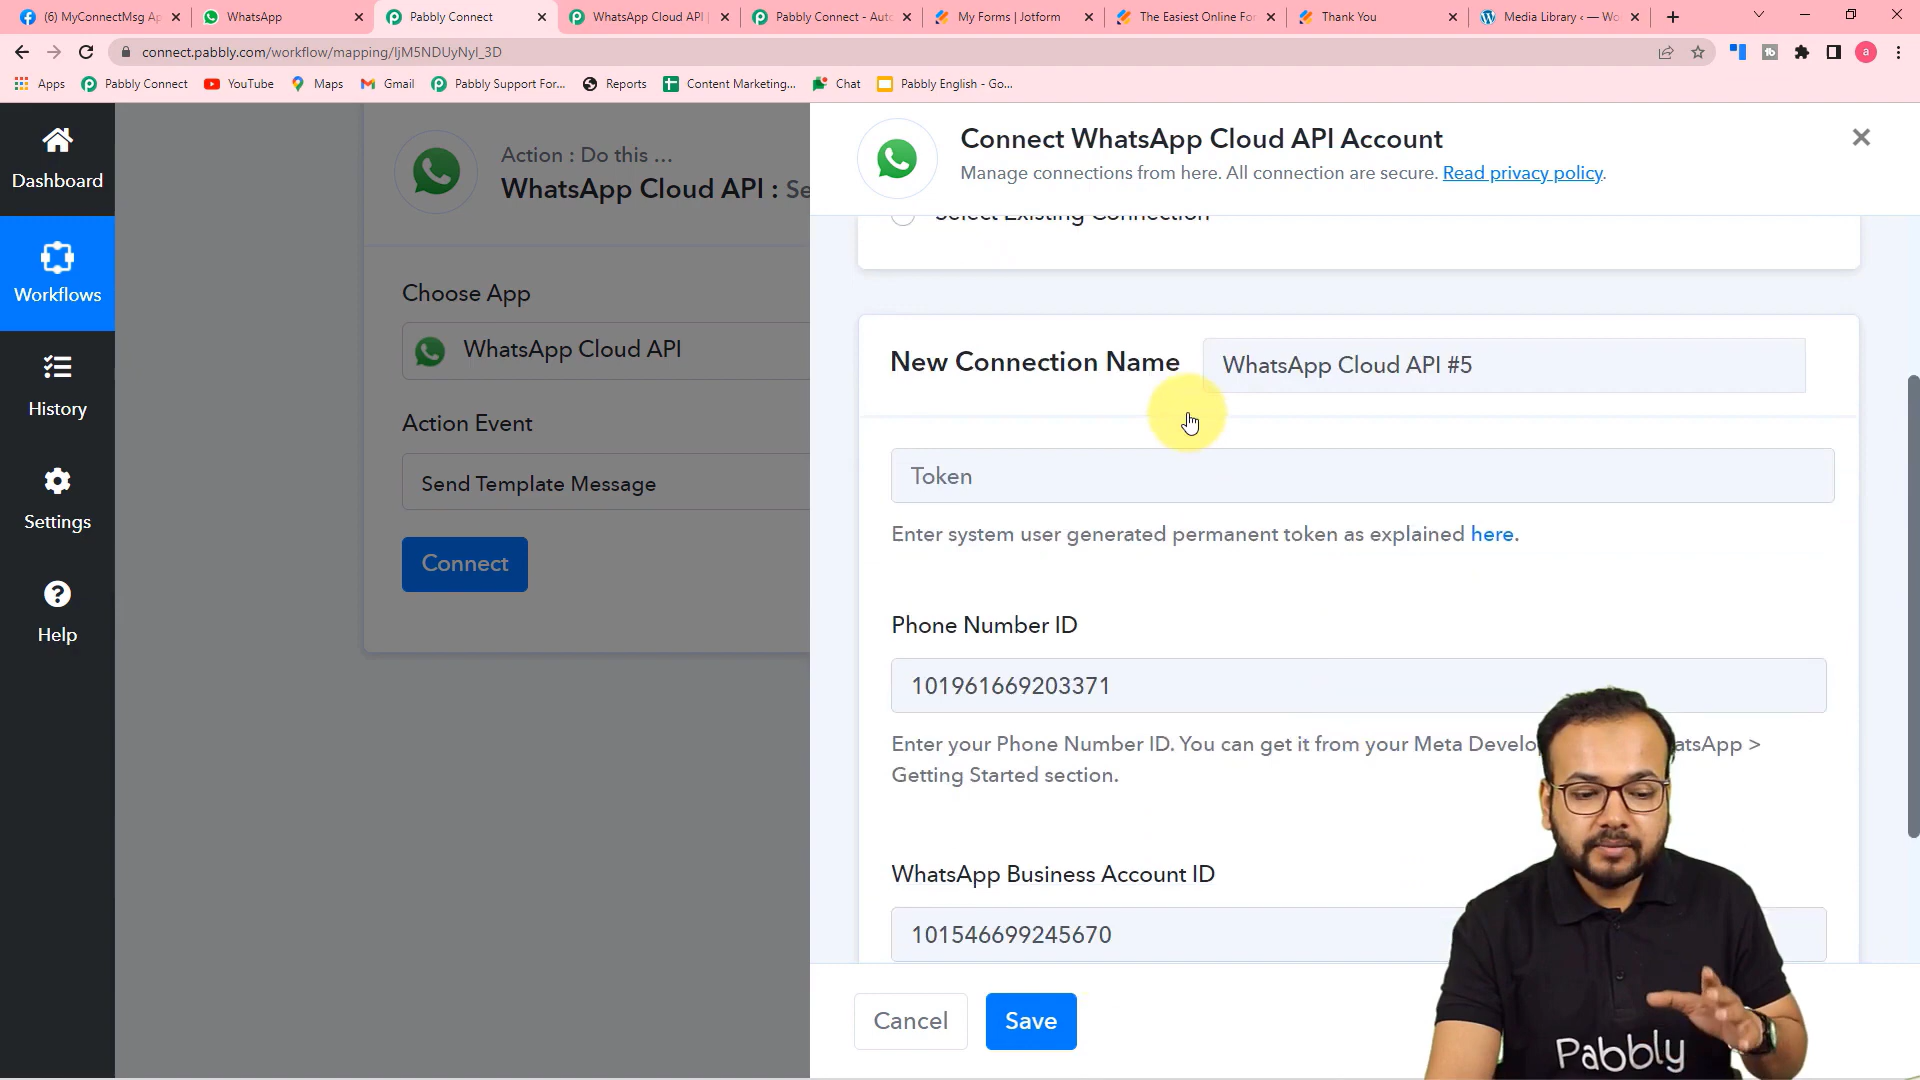 (6) MyConnectMsg Ap
WhatsApp
Pabbly Connect
WhatsApp Cloud API |
Pabbly Connect - Aut
My Forms | Jotform
The Easiest Online Fo
Thank You
Media Library ‹ — Wo
connect.pabbly.com/workflow/mapping/IjM5NDUyNyI_3D
Apps
Pabbly Connect
YouTube
Maps
Gmail
Pabbly Support For...
Reports
Content Marketing...
Chat
Pabbly English - Go...
Dashboard
Workflows
History
Settings
Help
Action : Do this ...
WhatsApp Cloud API : Se
Choose App
WhatsApp Cloud API
Action Event
Send Template Message
Connect
Connect WhatsApp Cloud API Account
Manage connections from here. All connection are secure. Read privacy policy.
Select Existing Connection
New Connection Name
WhatsApp Cloud API #5
Token
Enter system user generated permanent token as explained here.
Phone Number ID
101961669203371
Enter your Phone Number ID. You can get it from your Meta Develo atsApp >
Getting Started section.
WhatsApp Business Account ID
101546699245670
Cancel
Save
Pabbly